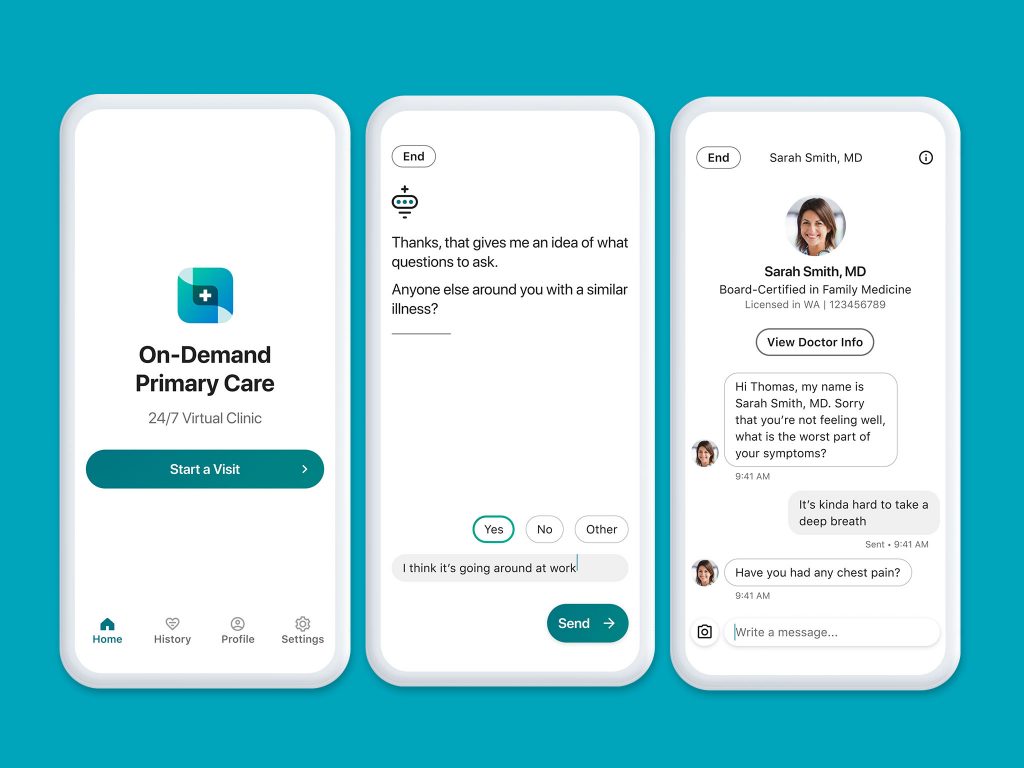 On-Demand
Primary Care
24/7 Virtual Clinic
Start a Visit
Home
History
Profile
Settings
End
Thanks, that gives me an idea of what
questions to ask.
Anyone else around you with a similar
illness?
Yes
No
Other
I think it’s going around at work
Send
End
Sarah Smith, MD
Sarah Smith, MD
Board-Certified in Family Medicine
Licensed in WA | 123456789
View Doctor Info
Hi Thomas, my name is
Sarah Smith, MD. Sorry
that you’re not feeling well,
what is the worst part of
your symptoms?
9:41 AM
It’s kinda hard to take a
deep breath
Sent • 9:41 AM
Have you had any chest pain?
9:41 AM
Write a message...